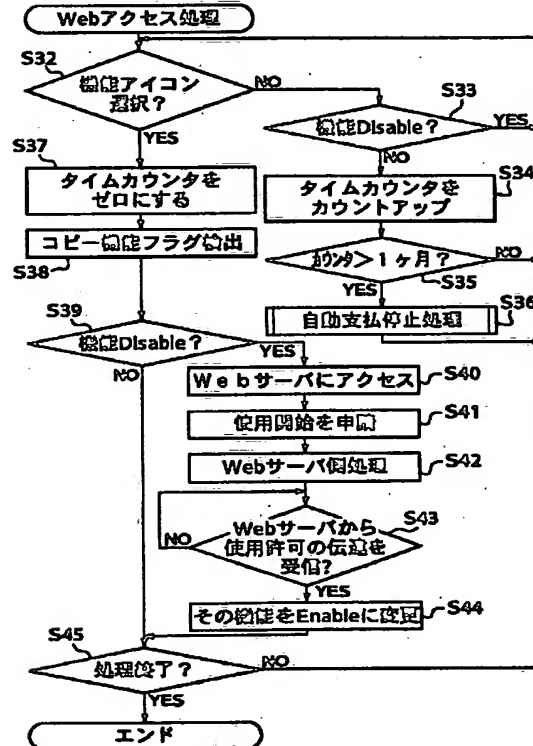 Webアクセス処理
S32
機能アイコン
選択？
NO
YES
S33
機能Disable？
YES
NO
S37
タイムカウンタを
ゼロにする
S34
タイムカウンタを
カウントアップ
コピー機能フラグ検出
S38
カウンタ＞1ヶ月？
NO
YES
S35
自動支払停止処理
S36
S39
機能Disable？
YES
NO
Webサーバにアクセス
S40
使用開始を申請
S41
Webサーバ側処理
S42
Webサーバから
使用許可の伝達を
受信？
S43
NO
YES
その機能をEnableに変更
S44
S45
処理終了？
NO
YES
エンド